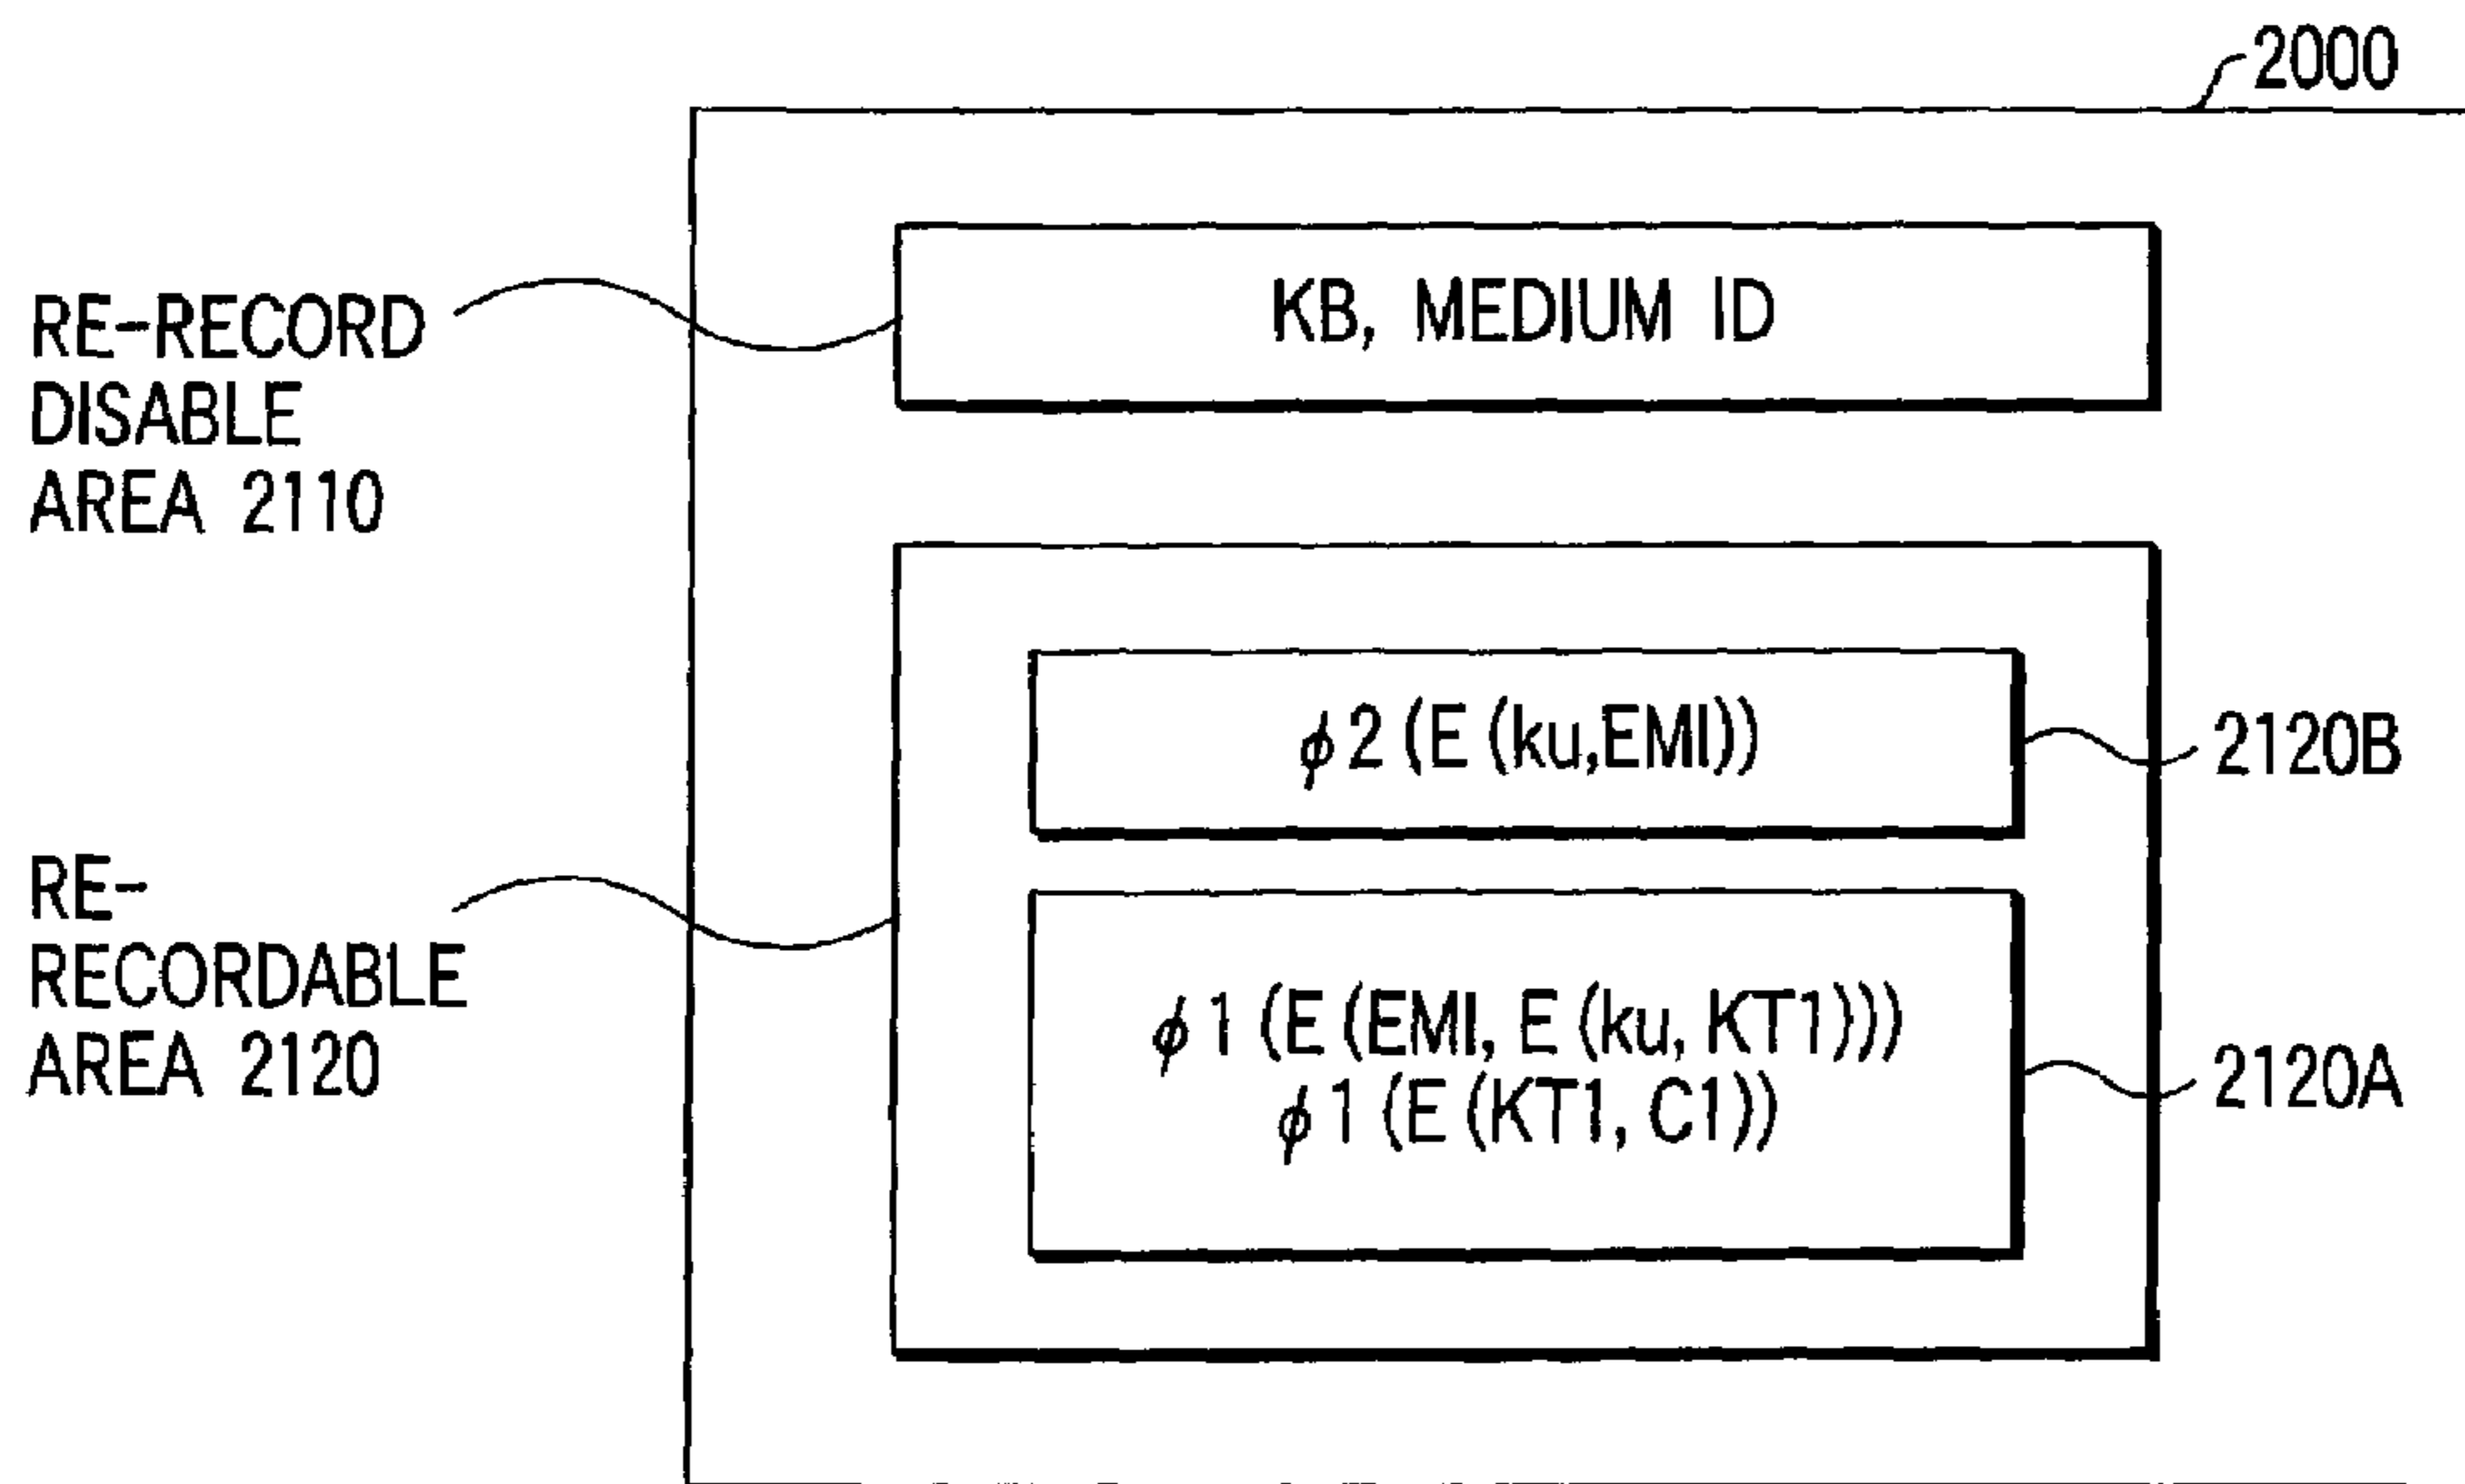 2000
RE-RECORD
DISABLE
AREA 2110
KB, MEDIUM ID
ϕ2(E(ku,EMI))
2120B
RE-
RECORDABLE
AREA 2120
ϕ1(E(EMI, E(ku, KT1)))
ϕ1(E(KT1, C1))
2120A